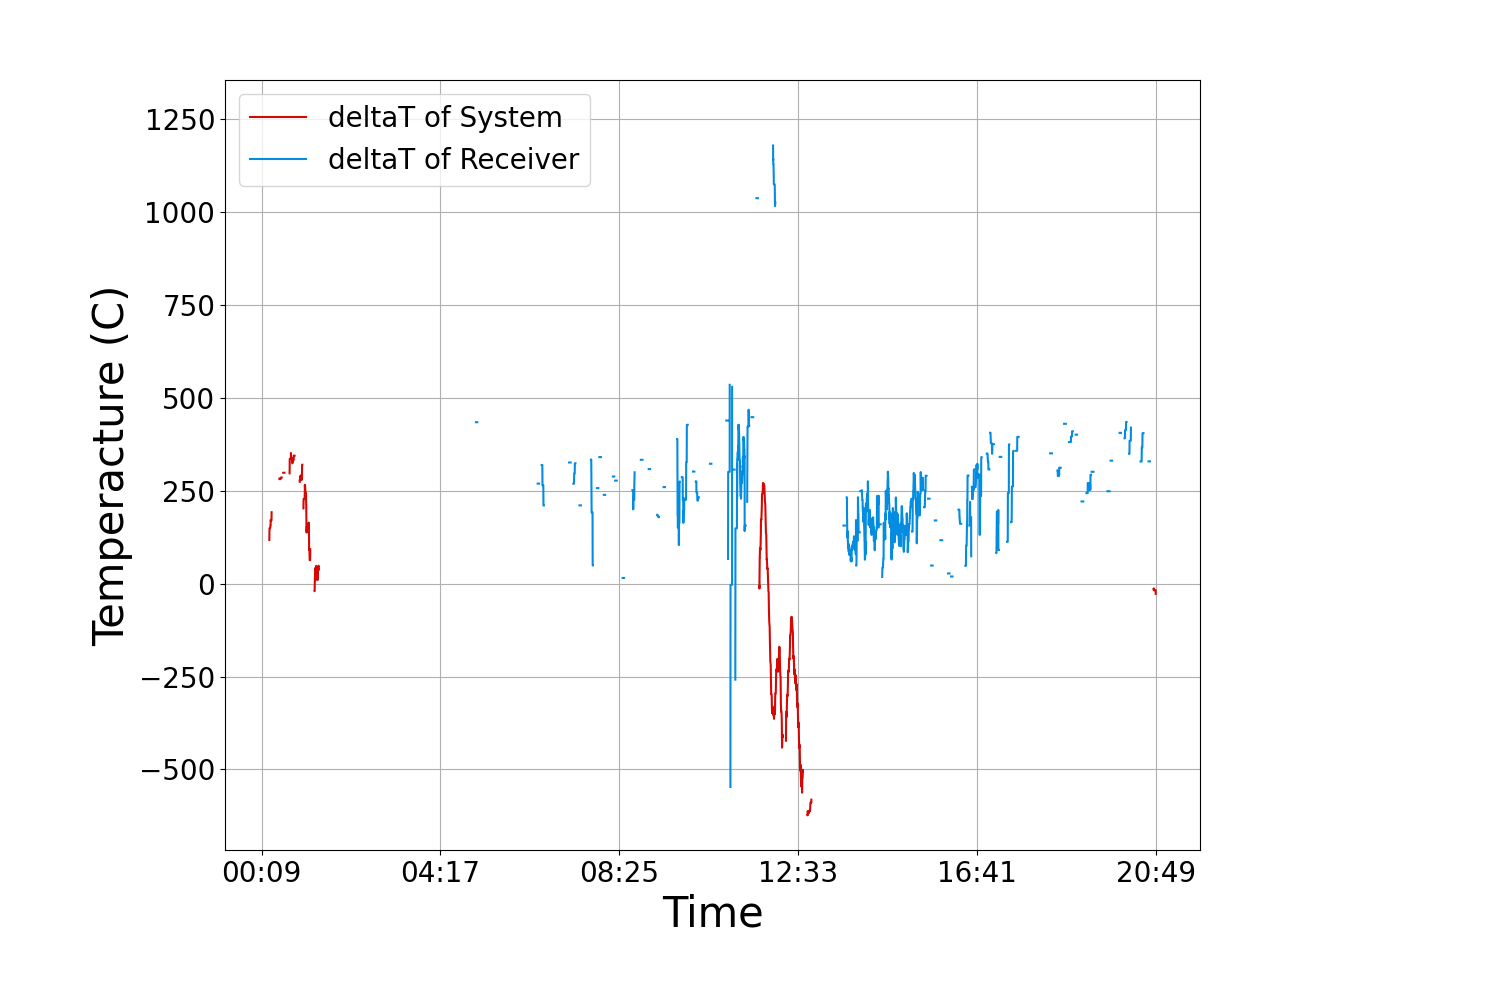 deltaT of System
deltaT of Receiver
1250
1000
750
500
250
0
−250
−500
Temperacture (C)
00:09 04:17 08:25 12:33 16:41 20:49
Time